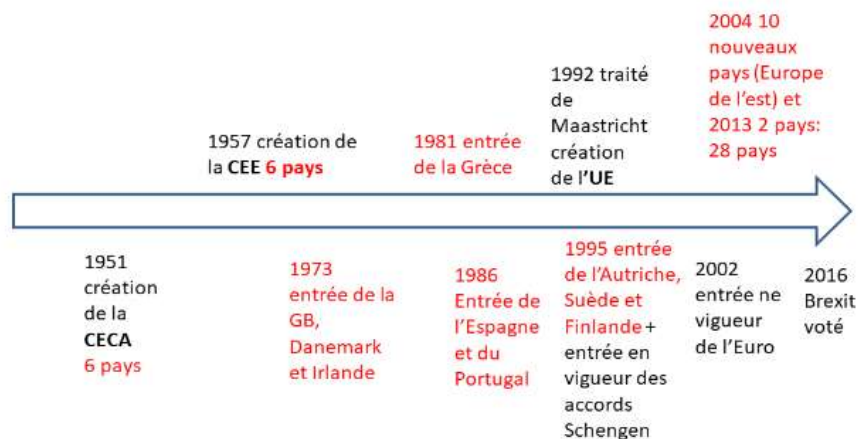 1957 création de
la CEE 6 pays
1981 entrée
de la Grèce
1992 traité
de
Maastricht
création
de l'UE
2004 10
nouveaux
pays (Europe
de l'est) et
2013 2 pays:
28 pays
1951
création
de la
CECA
6 pays
1973
entrée de la
GB,
Danemark
et Irlande
1986
Entrée de
l'Espagne
et du
Portugal
1995 entrée
de l'Autriche,
Suède et
Finlande +
entrée en
vigueur des
accords
Schengen
2002
entrée ne
vigueur
de l'Euro
2016
Brexit
voté